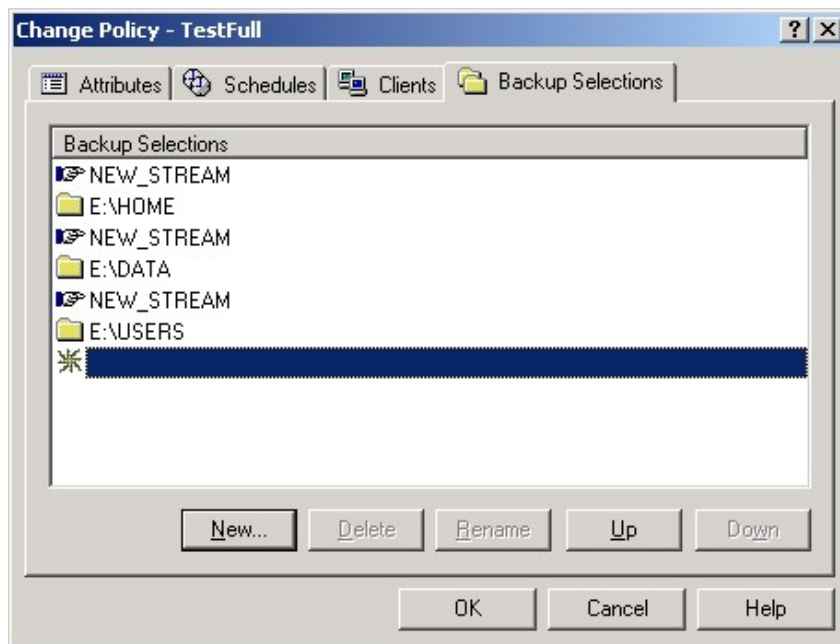 Change Policy - TestFull
Attributes Schedules Clients Backup Selections
Backup Selections
NEW_STREAM
E:\HOME
NEW_STREAM
E:\DATA
NEW_STREAM
E:\USERS
New... Delete Rename Up Down
OK Cancel Help